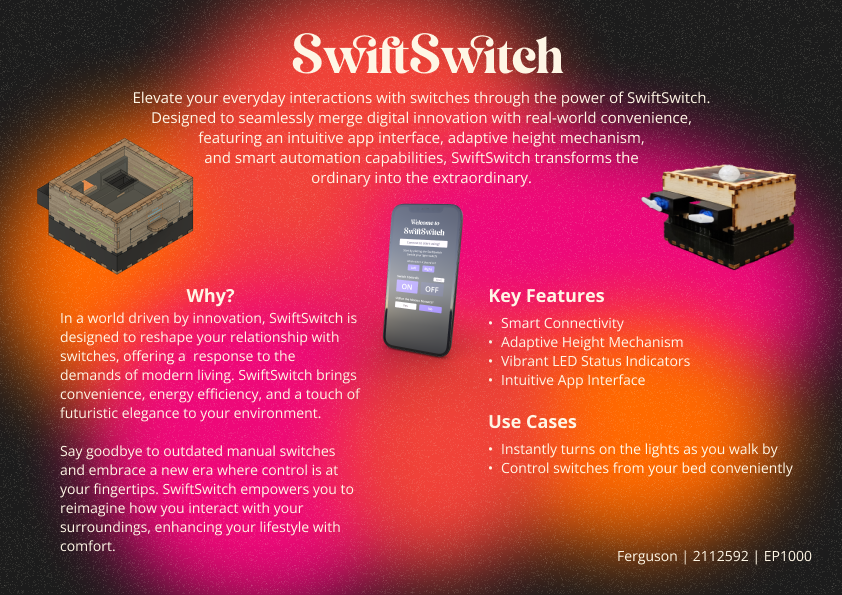 SwiftSwitch
Elevate your everyday interactions with switches through the power of SwiftSwitch.
Designed to seamlessly merge digital innovation with real-world convenience,
featuring an intuitive app interface, adaptive height mechanism,
and smart automation capabilities, SwiftSwitch transforms the
ordinary into the extraordinary.
Welcome to
SwiftSwitch
ON OFF
Why?
In a world driven by innovation, SwiftSwitch is
designed to reshape your relationship with
switches, offering a response to the
demands of modern living. SwiftSwitch brings
convenience, energy efficiency, and a touch of
futuristic elegance to your environment.
Say goodbye to outdated manual switches
and embrace a new era where control is at
your fingertips. SwiftSwitch empowers you to
reimagine how you interact with your
surroundings, enhancing your lifestyle with
comfort.
Key Features
• Smart Connectivity
• Adaptive Height Mechanism
• Vibrant LED Status Indicators
• Intuitive App Interface
Use Cases
• Instantly turns on the lights as you walk by
• Control switches from your bed conveniently
Ferguson | 2112592 | EP1000